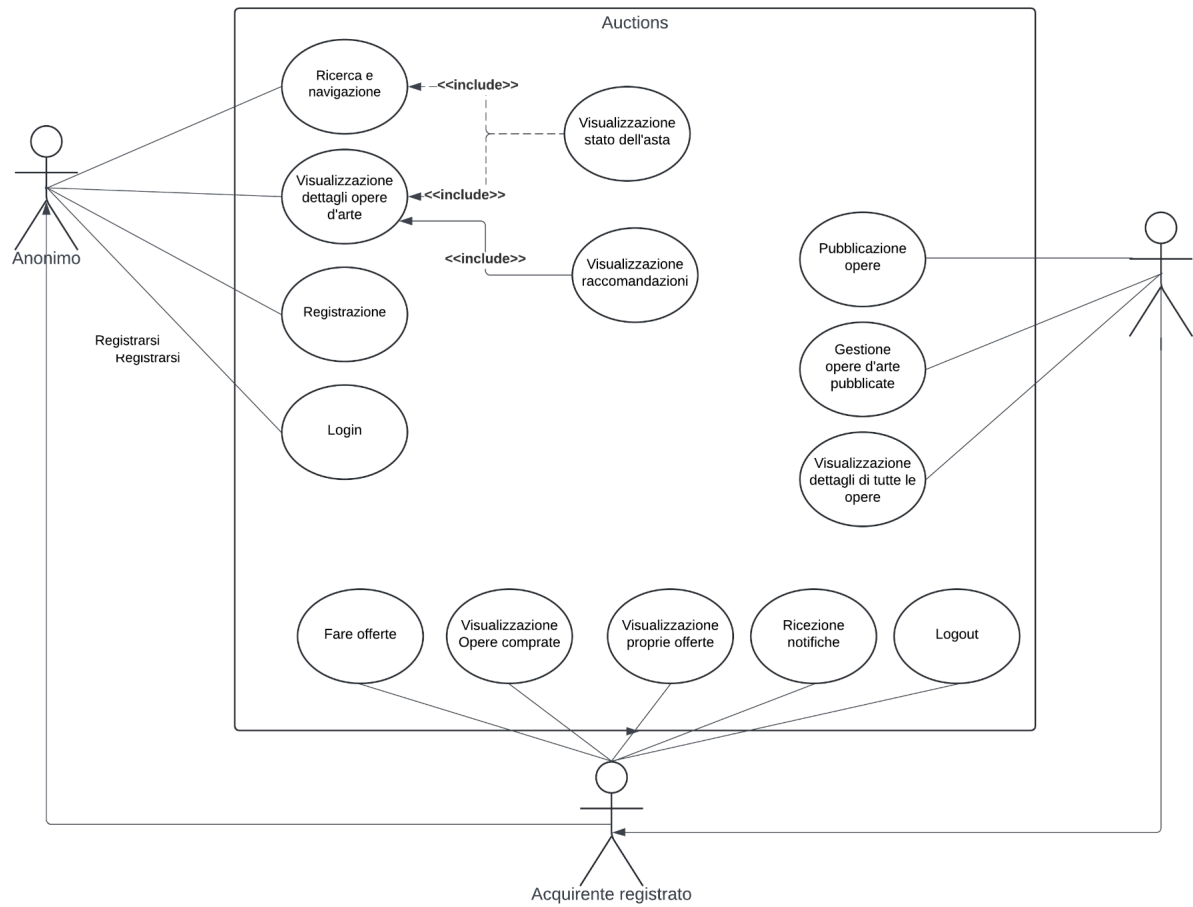 Auctions
Ricerca e
navigazione
<<include>>
Visualizzazione
stato dell'asta
Visualizzazione
dettagli opere
d'arte
<<include>>
<<include>>
Visualizzazione
raccomandazioni
Anonimo
Registrazione
Registrarsi
Registrarsi
Login
Pubblicazione
opere
Gestione
opere d'arte
pubblicate
Visualizzazione
dettagli di tutte le
opere
Fare offerte
Visualizzazione
Opere comprate
Visualizzazione
proprie offerte
Ricezione
notifiche
Logout
Acquirente registrato